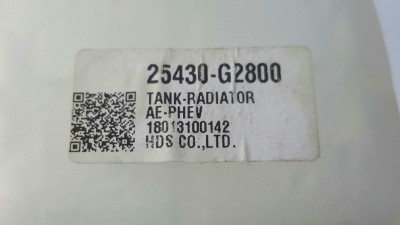 25430-G2800
TANK-RADIATOR
AE-PHEV
18013100142
HDS CO.,LTD.